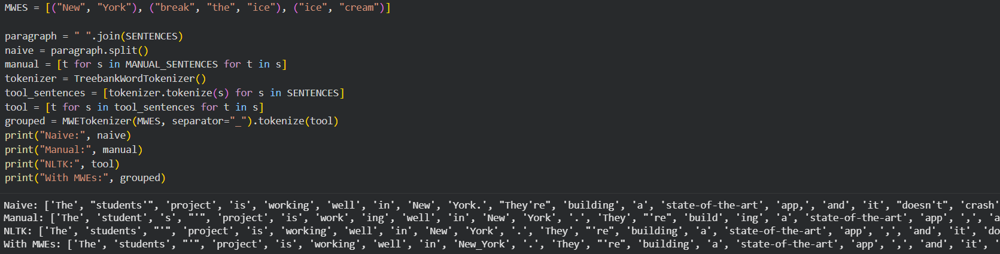 MWES = [("New", "York"), ("break", "the", "ice"), ("ice", "cream")]
paragraph = " ".join(SENTENCES)
naive = paragraph.split()
manual = [t for s in MANUAL_SENTENCES for t in s]
tokenizer = TreebankWordTokenizer()
tool_sentences = [tokenizer.tokenize(s) for s in SENTENCES]
tool = [t for s in tool_sentences for t in s]
grouped = MWETokenizer(MWES, separator="_").tokenize(tool)
print("Naive:", naive)
print("Manual:", manual)
print("NLTK:", tool)
print("With MWEs:", grouped)
Naive: ['The', "students'", 'project', 'is', 'working', 'well', 'in', 'New', 'York.', "They're", 'building', 'a', 'state-of-the-art', 'app,', 'and', 'it', "doesn't", 'crash'
Manual: ['The', 'student', 's', "'", 'project', 'is', 'work', 'ing', 'well', 'in', 'New', 'York', '.', 'They', "'re", 'build', 'ing', 'a', 'state-of-the-art', 'app', ',', 'a
NLTK: ['The', 'students', "'", 'project', 'is', 'working', 'well', 'in', 'New', 'York', '.', 'They', "'re", 'building', 'a', 'state-of-the-art', 'app', ',', 'and', 'it', 'do
With MWEs: ['The', 'students', "'", 'project', 'is', 'working', 'well', 'in', 'New_York', '.', 'They', "'re", 'building', 'a', 'state-of-the-art', 'app', ',', 'and', 'it', '